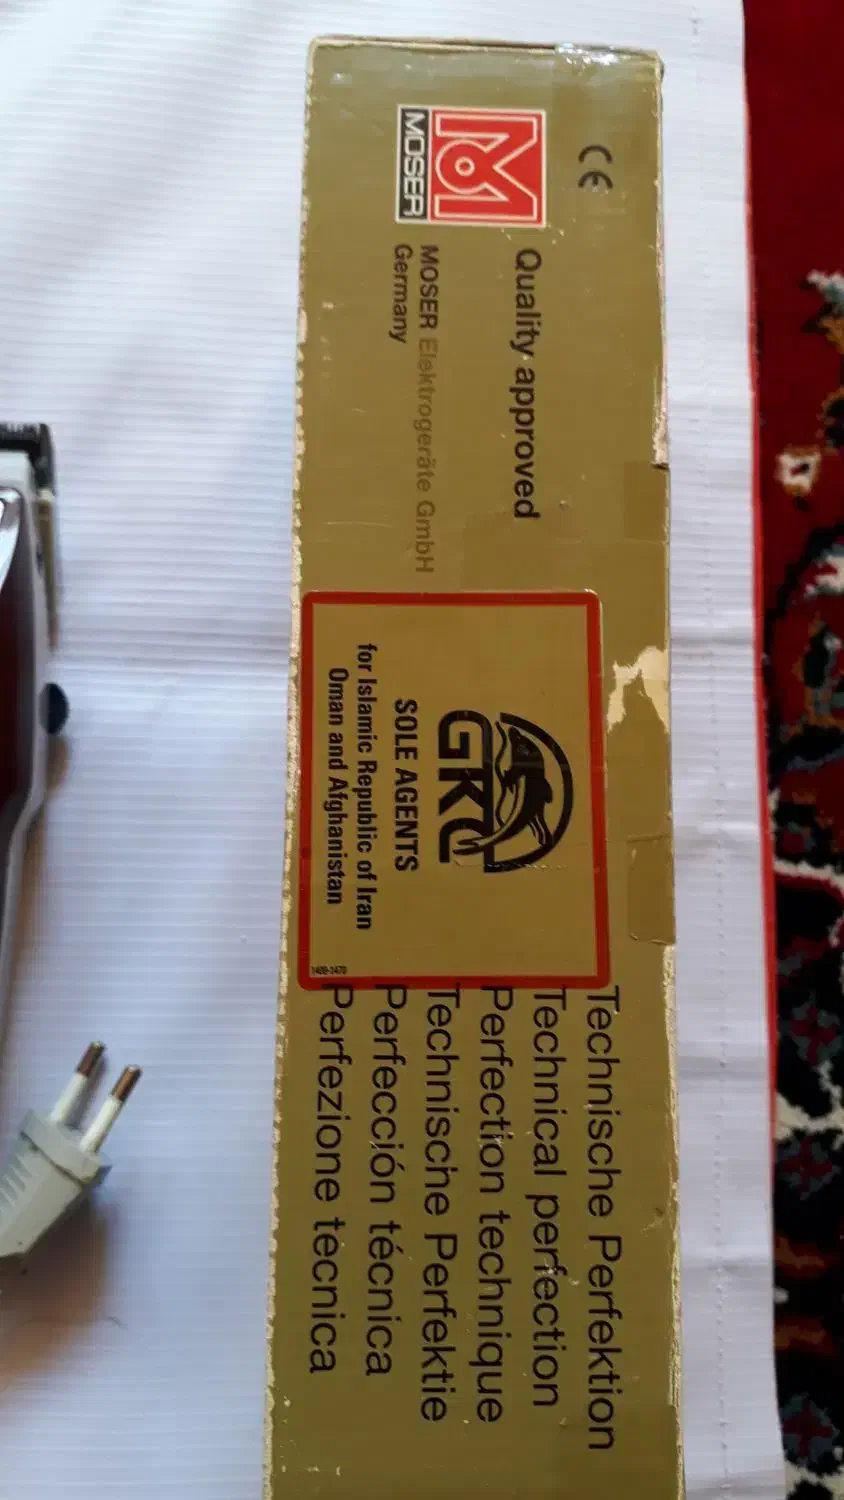 CE
MOSER
Quality approved
MOSER Elektrogeräte GmbH
Germany
GKC
SOLE AGENTS
for Islamic Republic of Iran
Oman and Afghanistan
Technische Perfektion
Technical perfection
Perfection technique
Technische Perfektie
Perfección técnica
Perfezione tecnica